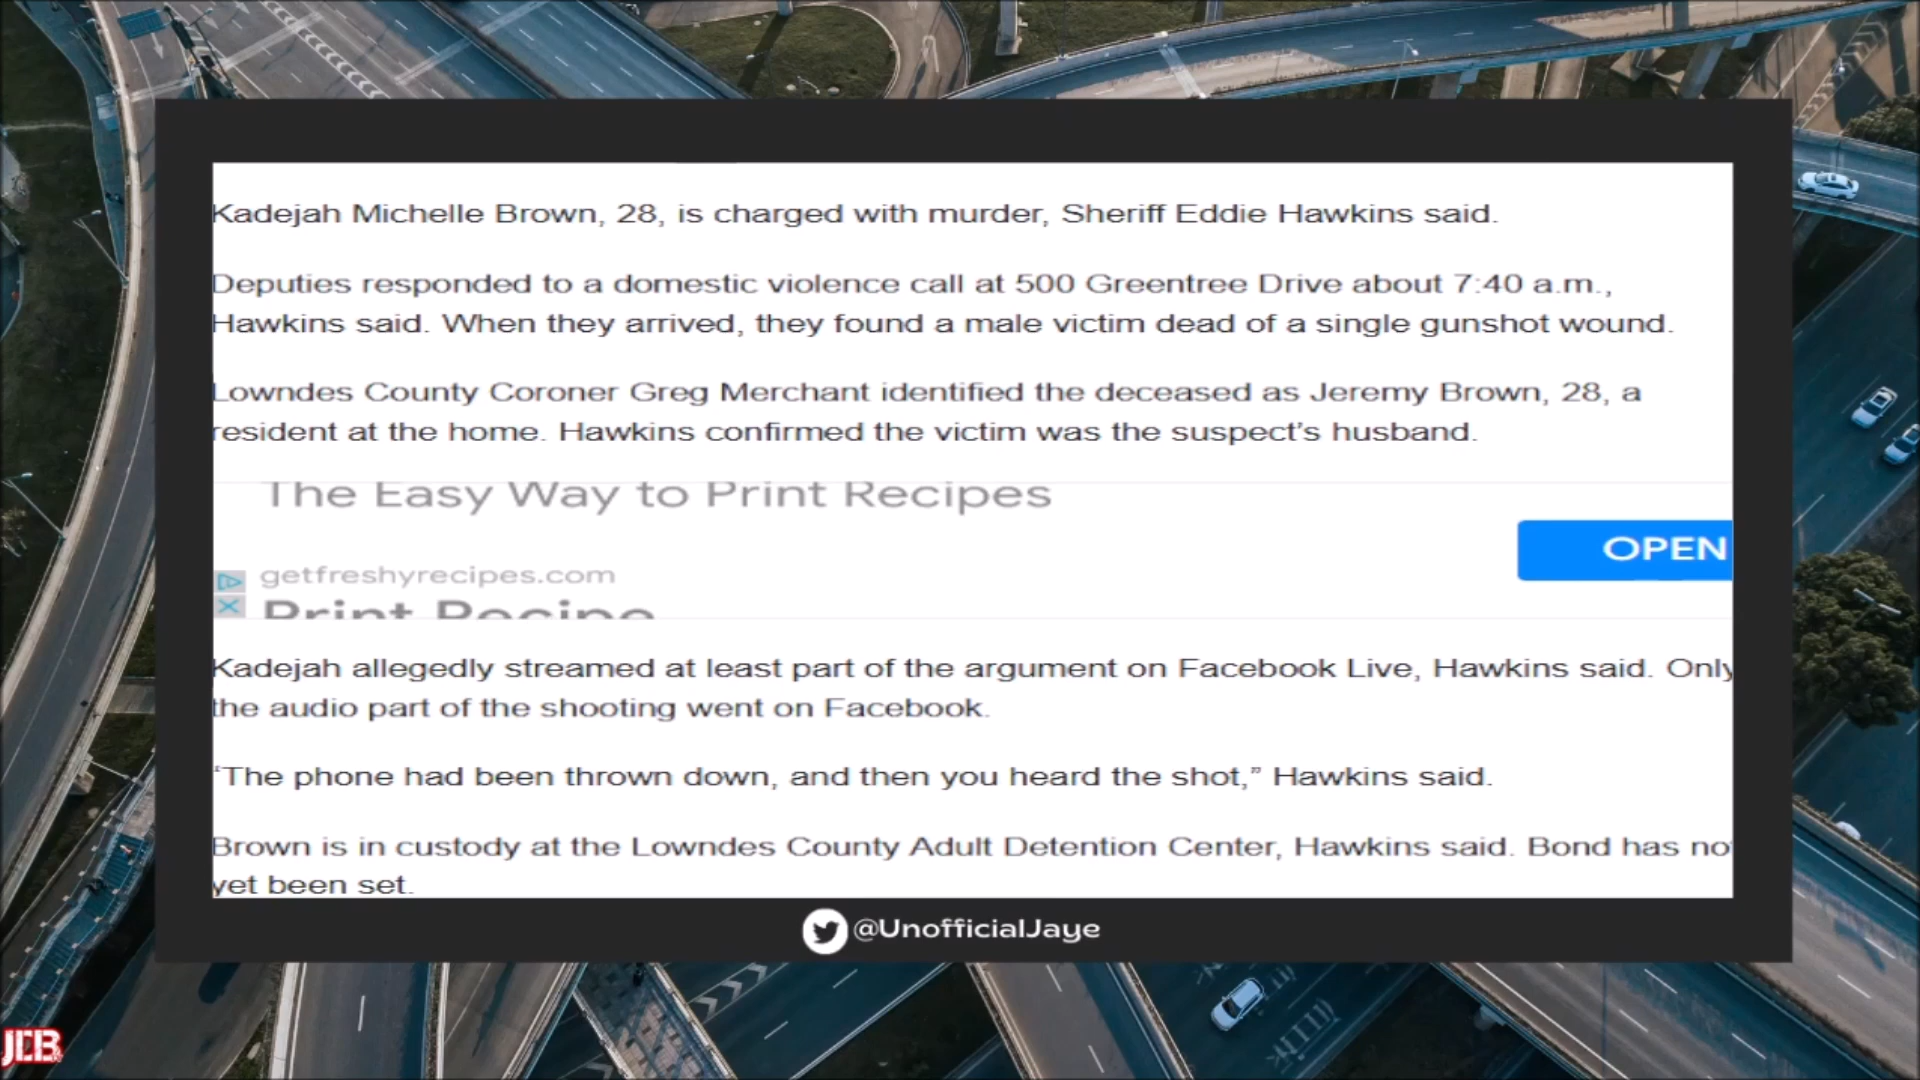 Kadejah Michelle Brown, 28, is charged with murder, Sheriff Eddie Hawkins said.
Deputies responded to a domestic violence call at 500 Greentree Drive about 7:40 a.m.,
Hawkins said. When they arrived, they found a male victim dead of a single gunshot wound.
Lowndes County Coroner Greg Merchant identified the deceased as Jeremy Brown, 28, a
resident at the home. Hawkins confirmed the victim was the suspect's husband.
The Easy Way to Print Recipes
OPEN
getfreshyrecipes.com
Print Recipe
Kadejah allegedly streamed at least part of the argument on Facebook Live, Hawkins said. Only
the audio part of the shooting went on Facebook.
“The phone had been thrown down, and then you heard the shot,” Hawkins said.
Brown is in custody at the Lowndes County Adult Detention Center, Hawkins said. Bond has not
yet been set.
@UnofficialJaye